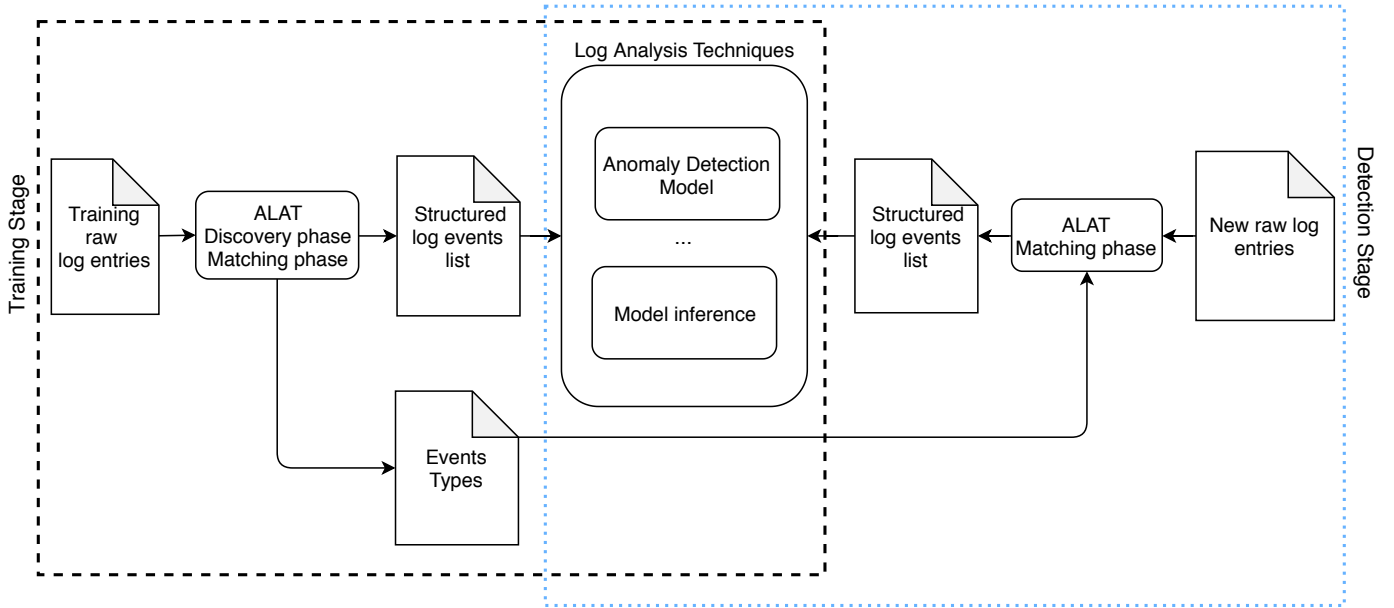 Log Analysis Techniques
Training Stage
Training
raw
log entries
ALAT
Discovery phase
Matching phase
Structured
log events
list
Anomaly Detection
Model
...
Model inference
Structured
log events
list
ALAT
Matching phase
New raw log
entries
Detection Stage
Events
Types